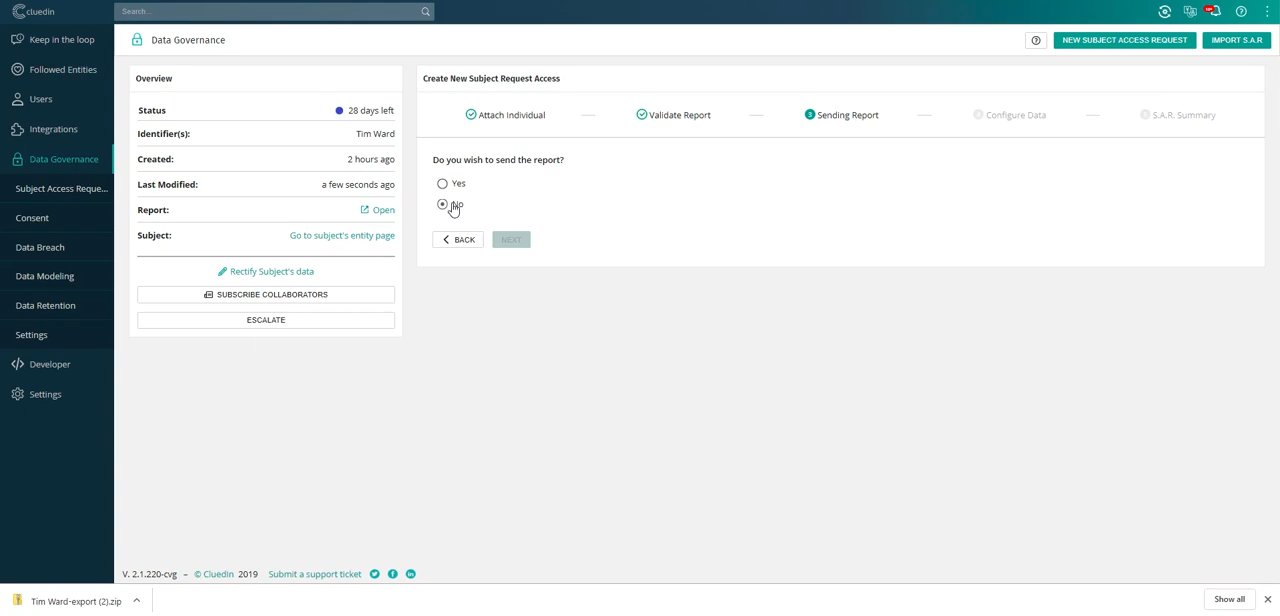 cluedin
Search ...
Keep in the loop
Followed Entities
Users
Integrations
Data Governance
Subject Access Reque...
Consent
Data Breach
Data Modeling
Data Retention
Settings
Developer
Settings
Data Governance
NEW SUBJECT ACCESS REQUEST
IMPORT S.A.R
Overview
Status 28 days left
Identifier(s): Tim Ward
Created: 2 hours ago
Last Modified: a few seconds ago
Report: Open
Subject: Go to subject's entity page
Rectify Subject's data
SUBSCRIBE COLLABORATORS
ESCALATE
Create New Subject Request Access
Attach Individual
Validate Report
3 Sending Report
Configure Data
S.A.R. Summary
Do you wish to send the report?
Yes
No
BACK
NEXT
V. 2.1.220-cvg – © Cluedin 2019 Submit a support ticket
Tim Ward-export (2).zip
Show all